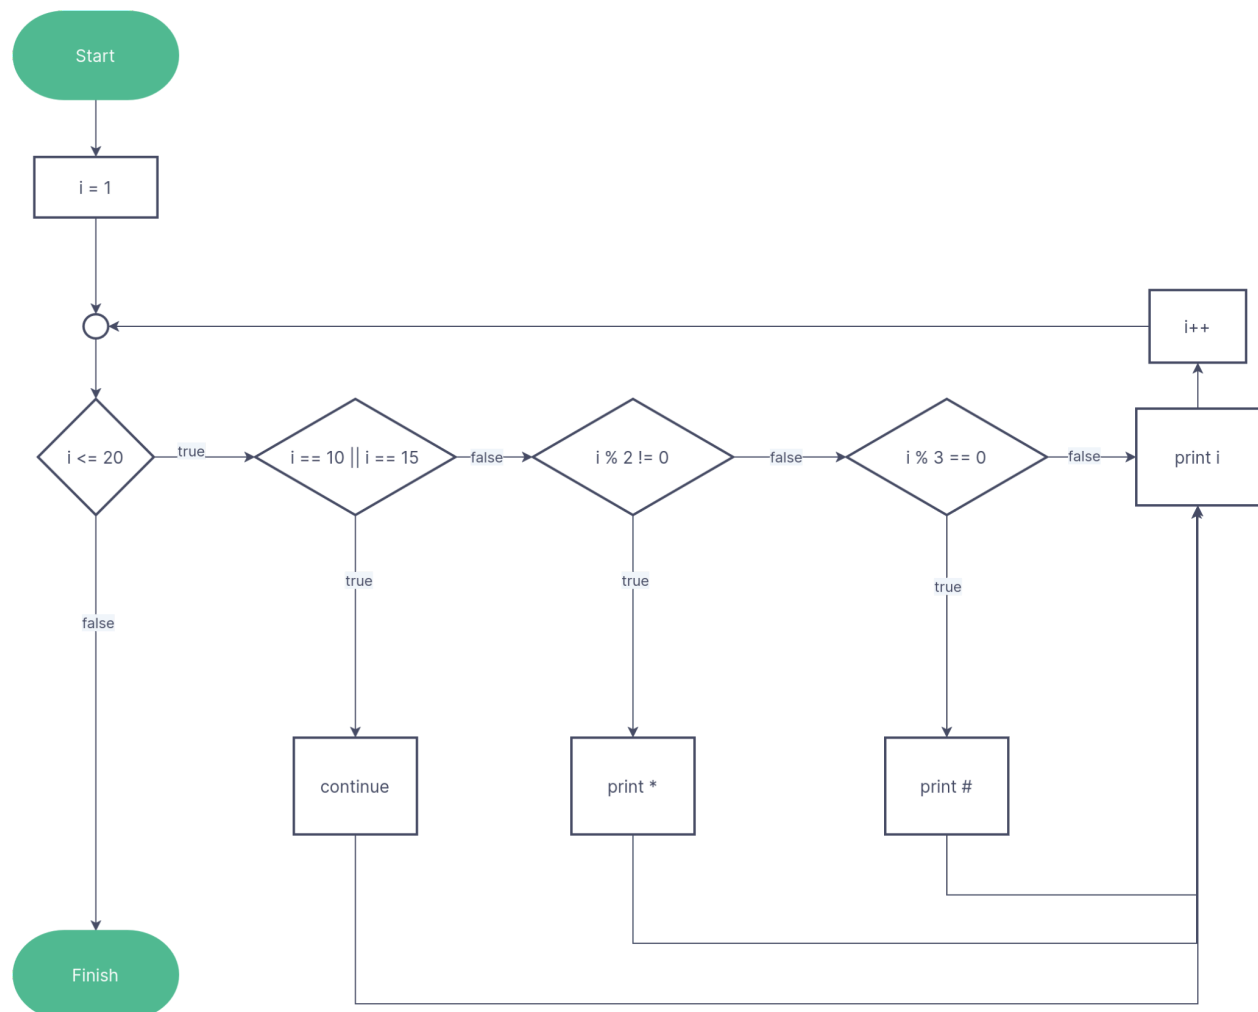 Start
i = 1
i++
i <= 20
true
i == 10 || i == 15
false
i % 2 != 0
false
i % 3 == 0
false
print i
true
true
true
false
continue
print *
print #
Finish